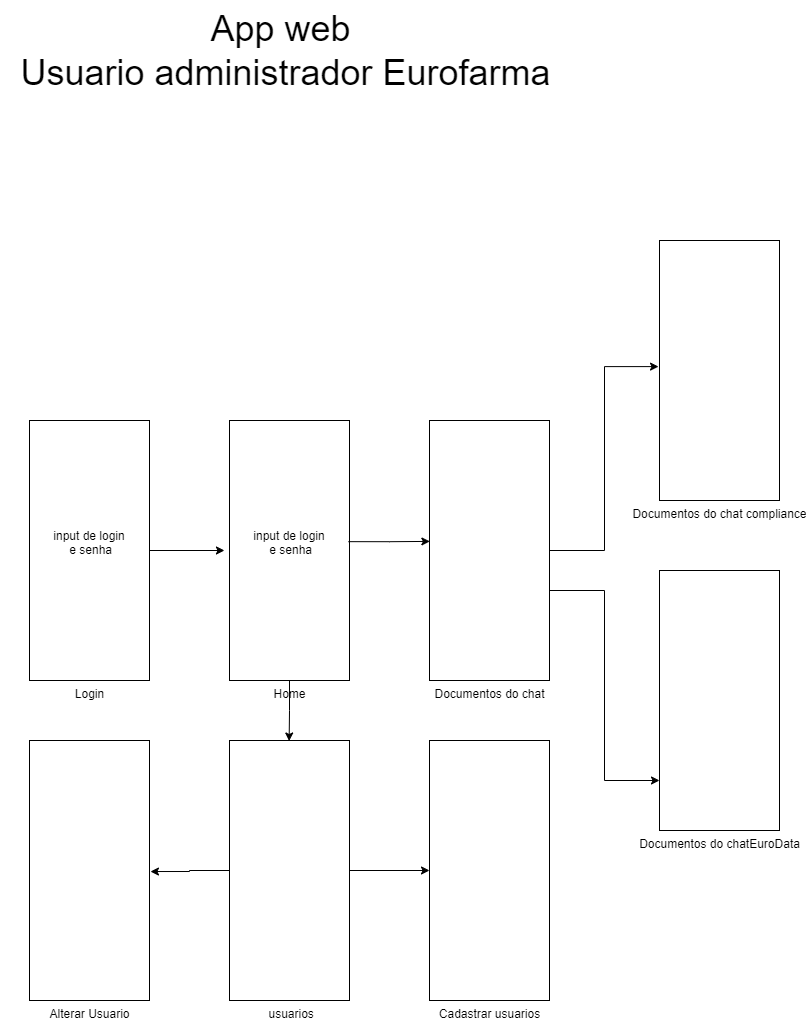 App web
Usuario administrador Eurofarma
input de login
e senha
input de login
e senha
Login
Home
Documentos do chat
Documentos do chat compliance
Documentos do chatEuroData
Alterar Usuario
usuarios
Cadastrar usuarios